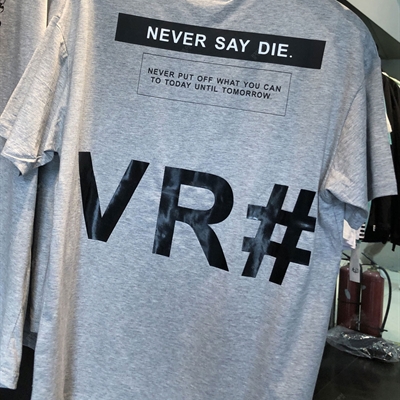 NEVER SAY DIE.
NEVER PUT OFF WHAT YOU CAN
TO TODAY UNTIL TOMORROW.
VR#